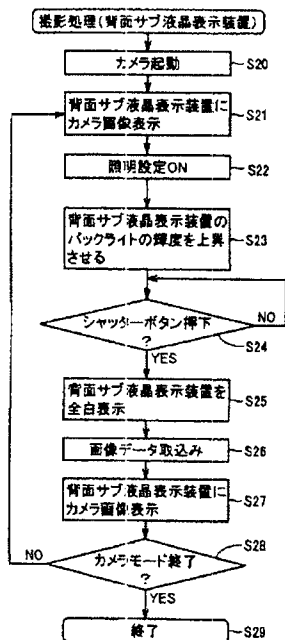 撮影処理(背面サブ液晶表示装置)
カメラ起動
S20
背面サブ液晶表示装置に
カメラ画像表示
S21
照明設定ON
S22
背面サブ液晶表示装置の
バックライトの輝度を上昇
させる
S23
シャッターボタン押下
?
NO
S24
YES
背面サブ液晶表示装置を
全白表示
S25
画像データ取込み
S26
背面サブ液晶表示装置に
カメラ画像表示
S27
NO
カメラモード終了
?
S28
YES
終了
S29